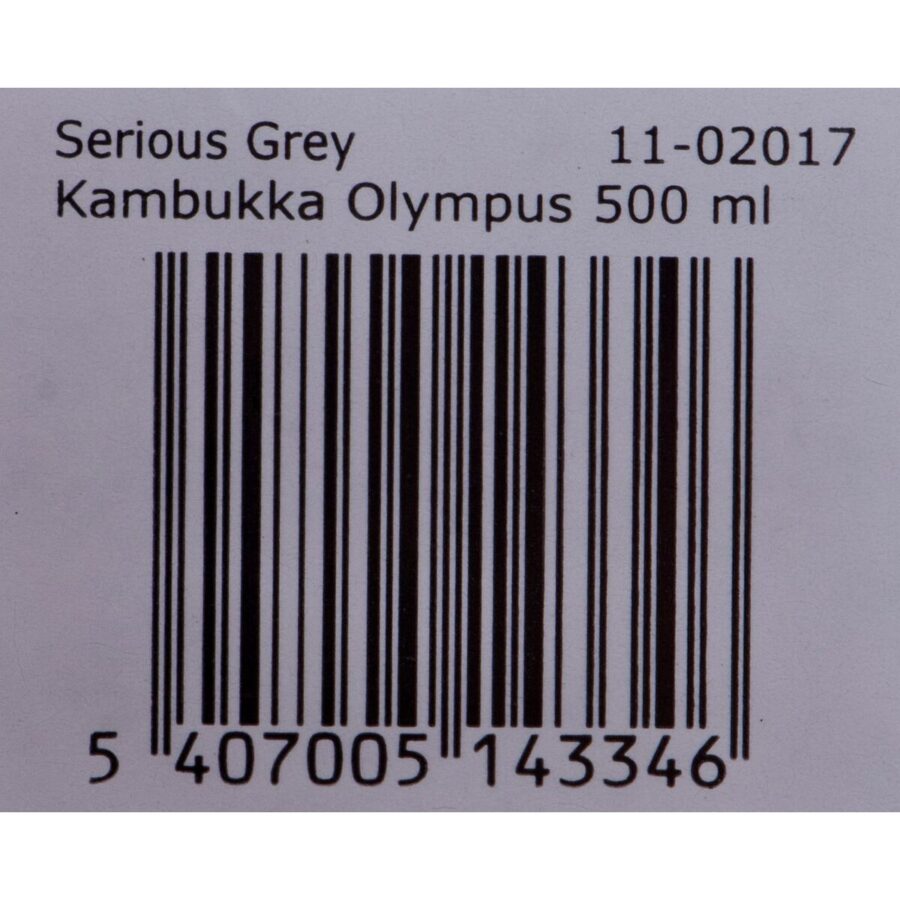 Serious Grey 11-02017
Kambukka Olympus 500 ml
5 407005 143346